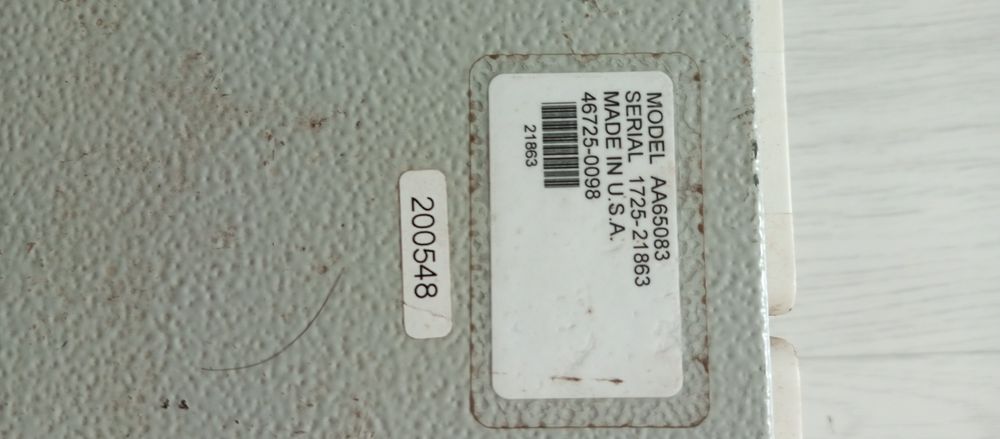 MODEL AA65083
SERIAL 1725-21863
MADE IN U.S.A.
46725-0098
21863
200548